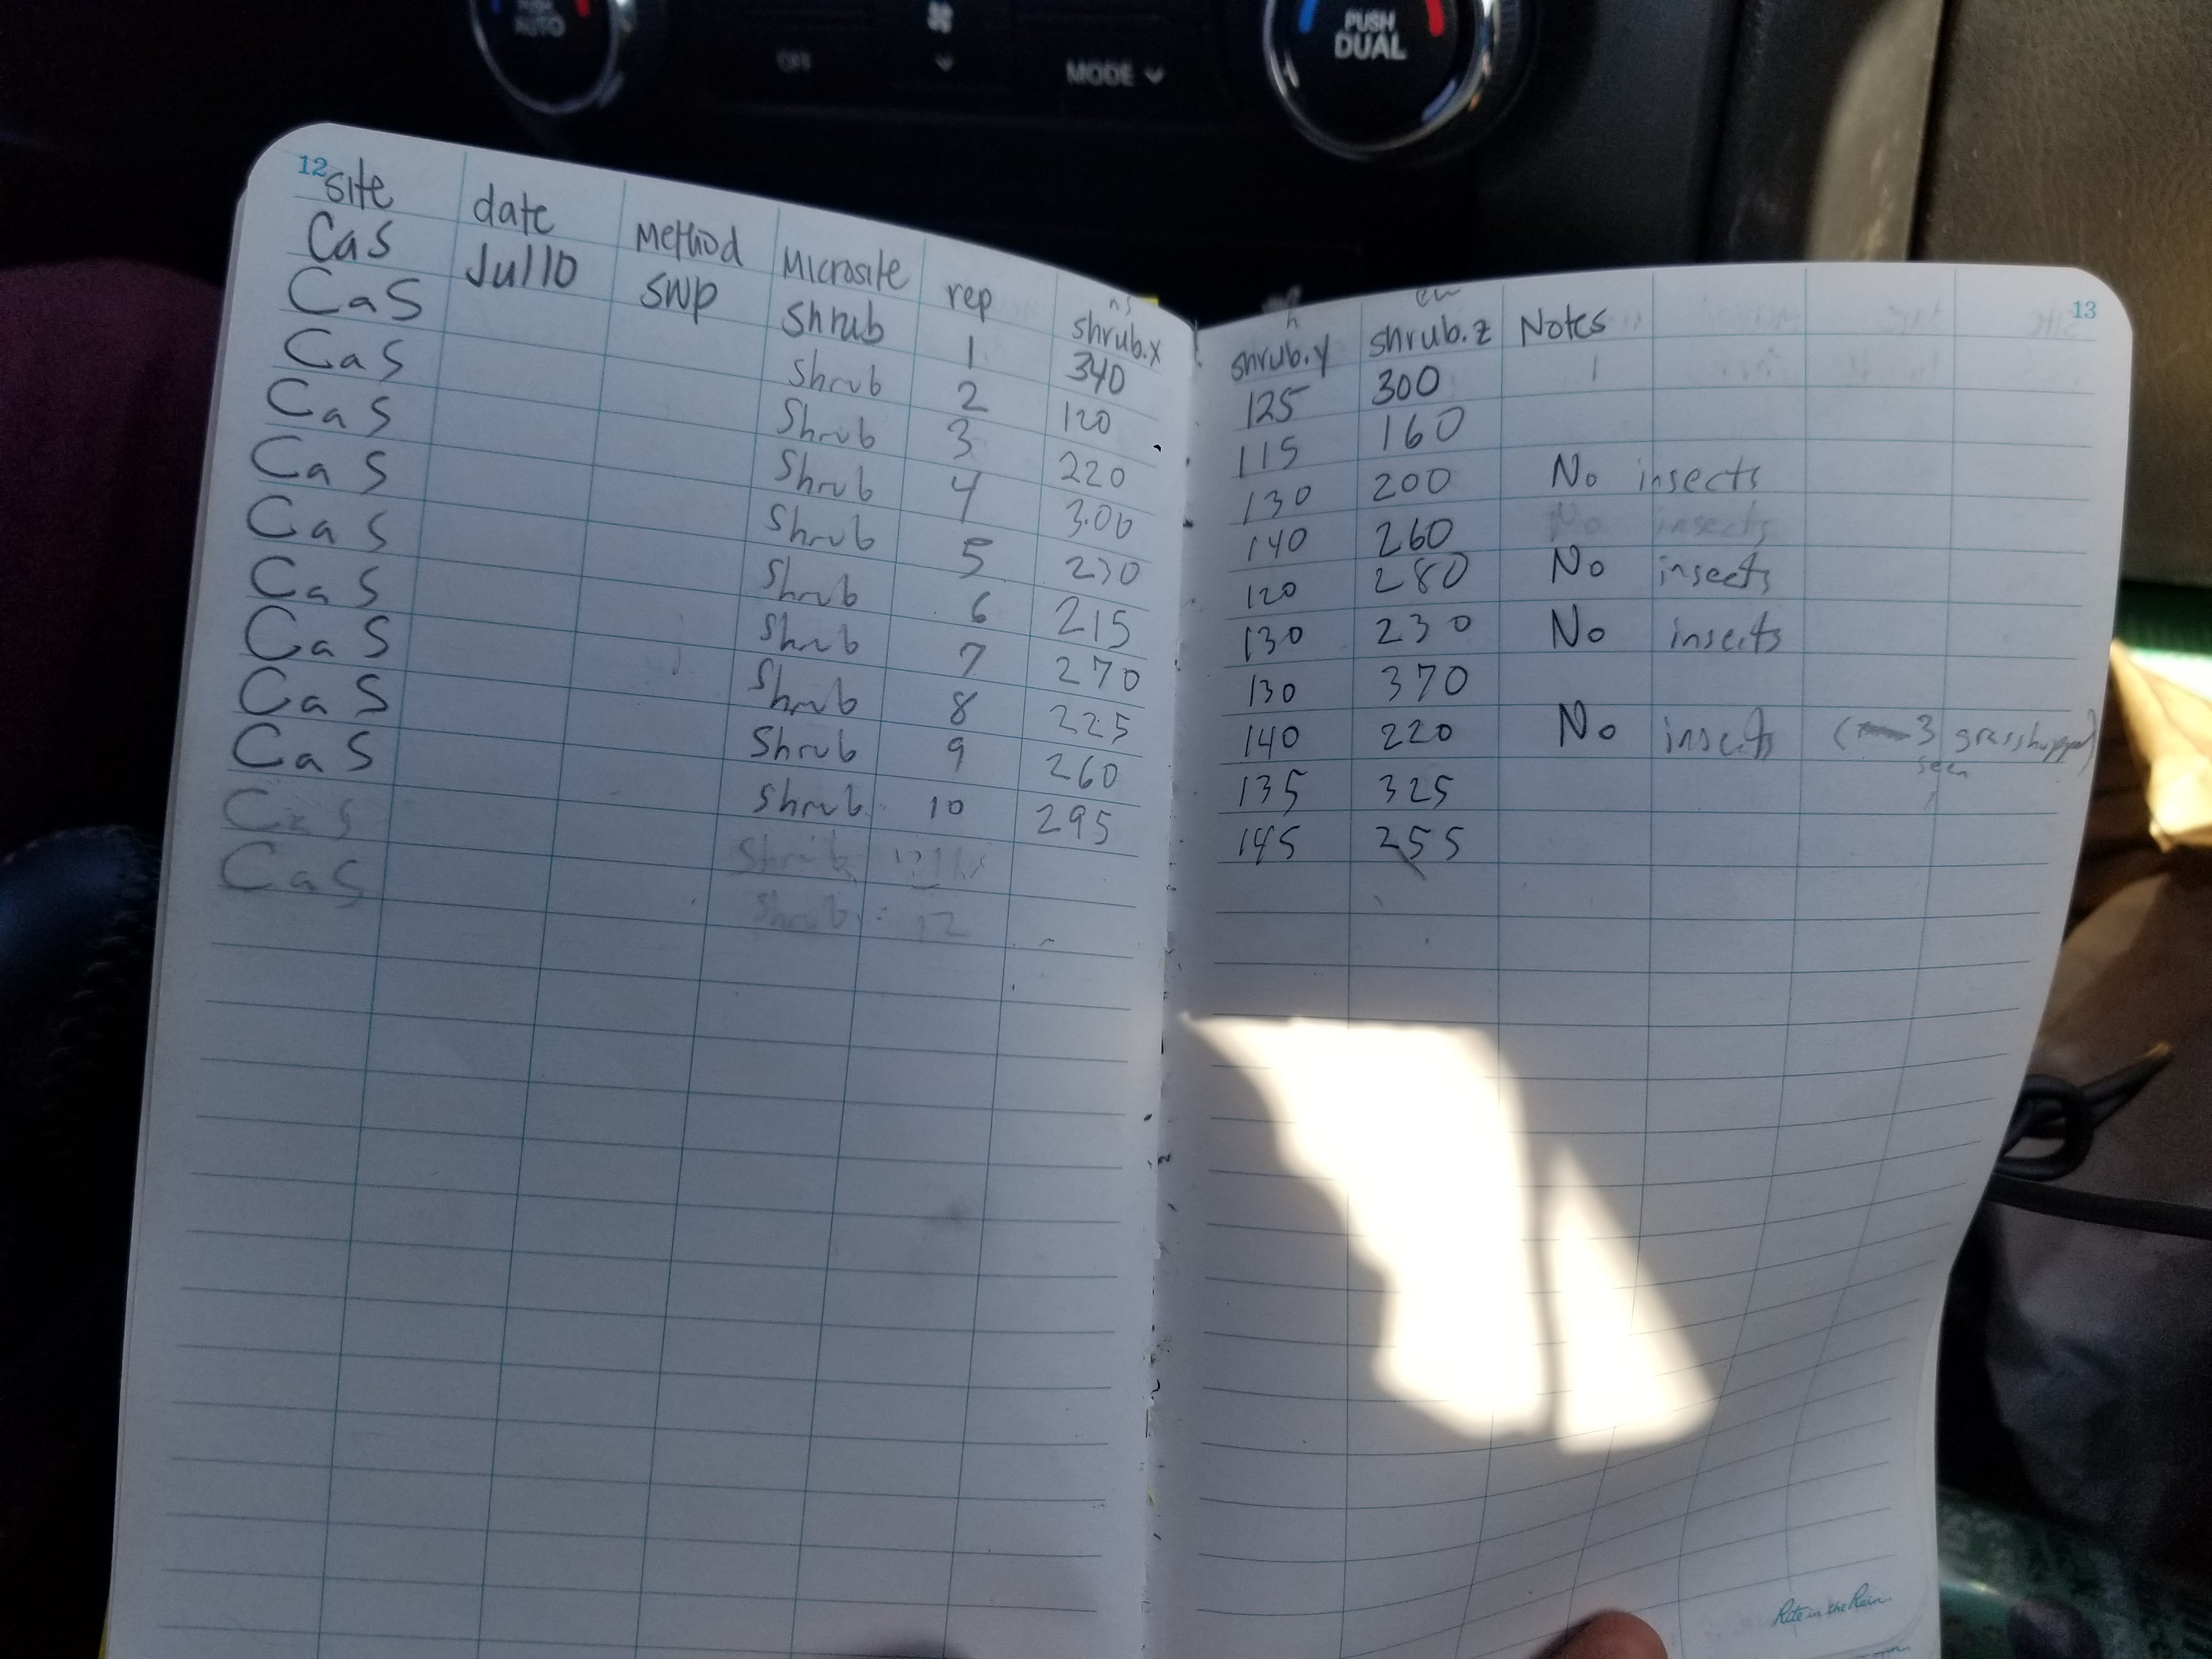 PUSH
AUTO
OFF
MODE
PUSH
DUAL
12
site date Method Microsite rep ns shrub.x
CaS Jul10 swp Shrub 1 340
CaS Shrub 2 120
CaS Shrub 3 220
CaS Shrub 4 300
CaS Shrub 5 230
CaS Shrub 6 215
CaS Shrub 7 270
CaS Shrub 8 225
CaS Shrub 9 260
CaS Shrub 10 295
CaS Shrub
CaS Shrub 12
13
h ew
shrub.y shrub.z Notes
125 300
115 160
130 200 No insects
140 260 No insects
120 280 No insects
130 230 No insects
130 370
140 220 No insects (3 grasshopper)
seen
135 325
145 255
Rite in the Rain